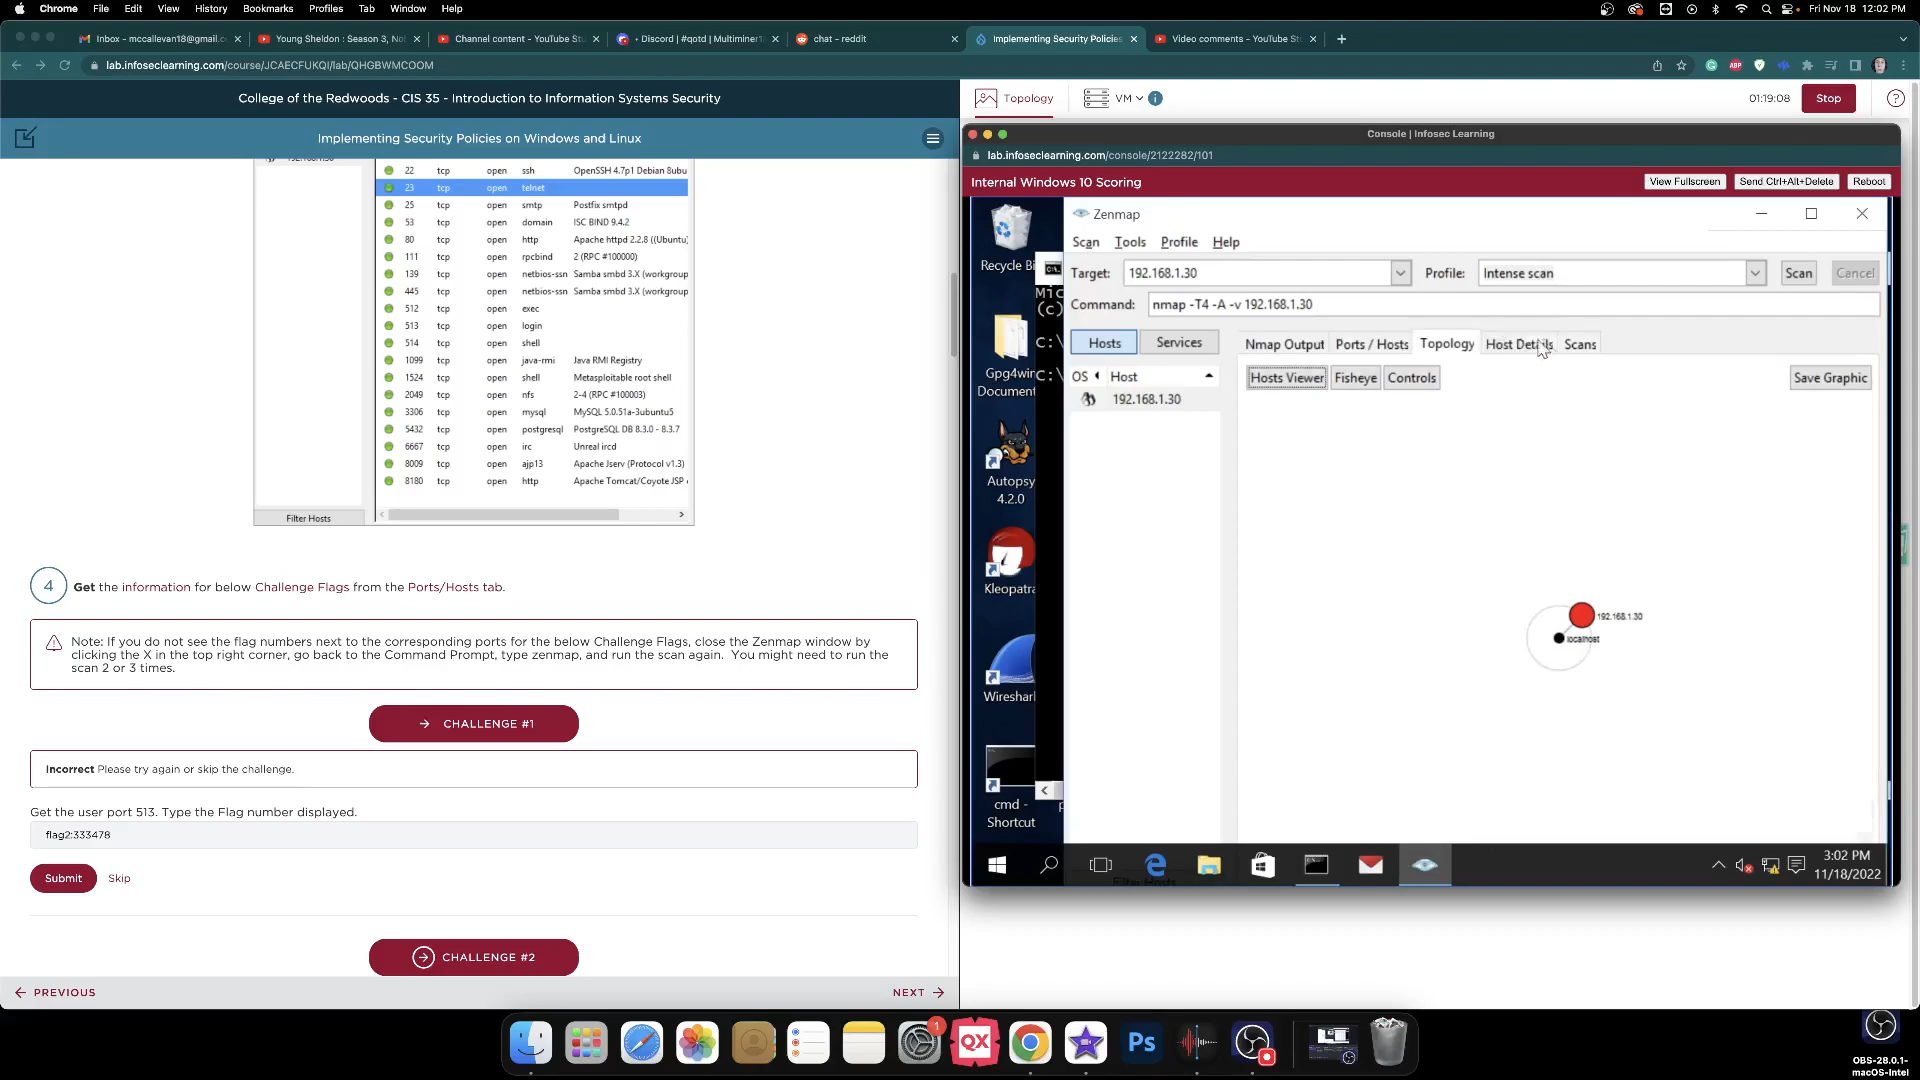 Chrome File Edit View History Bookmarks Profiles Tab Window Help Fri Nov 18 12:02 PM
Inbox - mccallevan18@gmail.c
Young Sheldon : Season 3, No
Channel content - YouTube St
• Discord | #qotd | Multiminer1
chat - reddit
Implementing Security Policies
Video comments - YouTube St
lab.infoseclearning.com/course/JCAECFUKQI/lab/QHGBWMCOOM
ABP
College of the Redwoods - CIS 35 - Introduction to Information Systems Security
Implementing Security Policies on Windows and Linux
22 tcp open ssh OpenSSH 4.7p1 Debian 8ubu
23 tcp open telnet
25 tcp open smtp Postfix smtpd
53 tcp open domain ISC BIND 9.4.2
80 tcp open http Apache httpd 2.2.8 ((Ubuntu)
111 tcp open rpcbind 2 (RPC #100000)
139 tcp open netbios-ssn Samba smbd 3.X (workgroup
445 tcp open netbios-ssn Samba smbd 3.X (workgroup
512 tcp open exec
513 tcp open login
514 tcp open shell
1099 tcp open java-rmi Java RMI Registry
1524 tcp open shell Metasploitable root shell
2049 tcp open nfs 2-4 (RPC #100003)
3306 tcp open mysql MySQL 5.0.51a-3ubuntu5
5432 tcp open postgresql PostgreSQL DB 8.3.0 - 8.3.7
6667 tcp open irc Unreal ircd
8009 tcp open ajp13 Apache Jserv (Protocol v1.3)
8180 tcp open http Apache Tomcat/Coyote JSP
Filter Hosts
4 Get the information for below Challenge Flags from the Ports/Hosts tab.
Note: If you do not see the flag numbers next to the corresponding ports for the below Challenge Flags, close the Zenmap window by
clicking the X in the top right corner, go back to the Command Prompt, type zenmap, and run the scan again. You might need to run the
scan 2 or 3 times.
CHALLENGE #1
Incorrect Please try again or skip the challenge.
Get the user port 513. Type the Flag number displayed.
flag2:333478
Submit Skip
CHALLENGE #2
PREVIOUS NEXT
Topology VM 01:19:08 Stop
Console | Infosec Learning
lab.infoseclearning.com/console/2122282/101
Internal Windows 10 Scoring View Fullscreen Send Ctrl+Alt+Delete Reboot
Recycle Bi
Gpg4win
Documen
Autopsy
4.2.0
Kleopatra
Wireshar
cmd -
Shortcut
Mic
(c)
C:\
C:\
Zenmap
Scan Tools Profile Help
Target: 192.168.1.30 Profile: Intense scan Scan Cancel
Command: nmap -T4 -A -v 192.168.1.30
Hosts Services Nmap Output Ports / Hosts Topology Host Details Scans
OS Host
192.168.1.30
Hosts Viewer Fisheye Controls Save Graphic
192.168.1.30
localhost
3:02 PM
11/18/2022
1
QX
Ps
OBS-28.0.1-
macOS-Intel